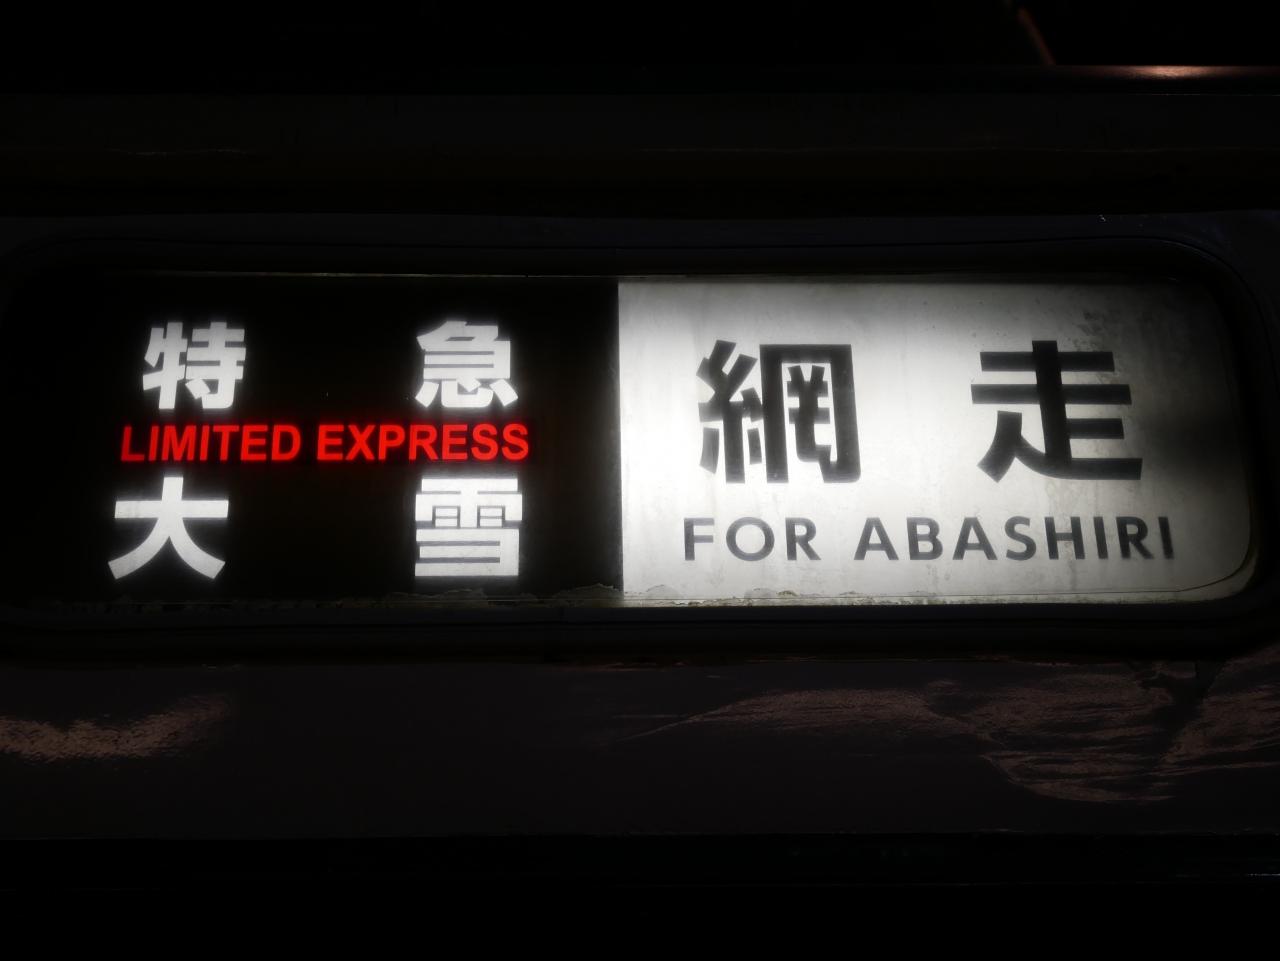 特急
LIMITED EXPRESS
大雪
網走
FOR ABASHIRI